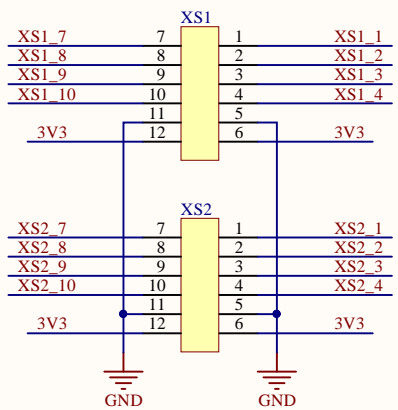 XS1
XS1_7 7 1 XS1_1
XS1_8 8 2 XS1_2
XS1_9 9 3 XS1_3
XS1_10 10 4 XS1_4
11 5
3V3 12 6 3V3
XS2
XS2_7 7 1 XS2_1
XS2_8 8 2 XS2_2
XS2_9 9 3 XS2_3
XS2_10 10 4 XS2_4
11 5
3V3 12 6 3V3
GND GND